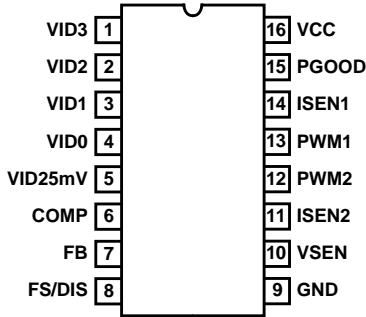 VID3 1 16 VCC
VID2 2 15 PGOOD
VID1 3 14 ISEN1
VID0 4 13 PWM1
VID25mV 5 12 PWM2
COMP 6 11 ISEN2
FB 7 10 VSEN
FS/DIS 8 9 GND